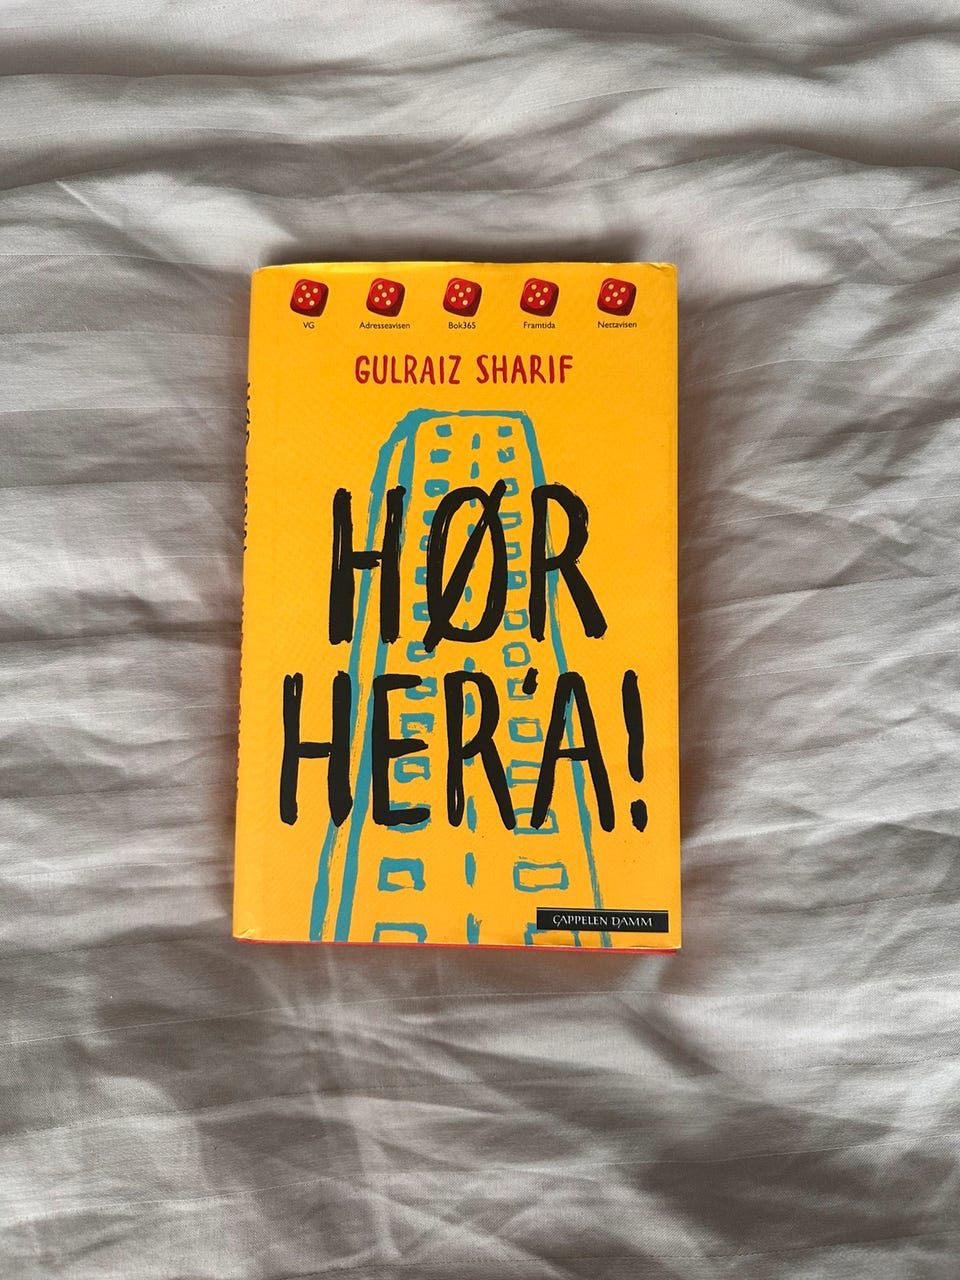 VG Adresseavisen Bok365 Framtida Nettavisen
GULRAIZ SHARIF
HØR
HER'A!
CAPPELEN DAMM